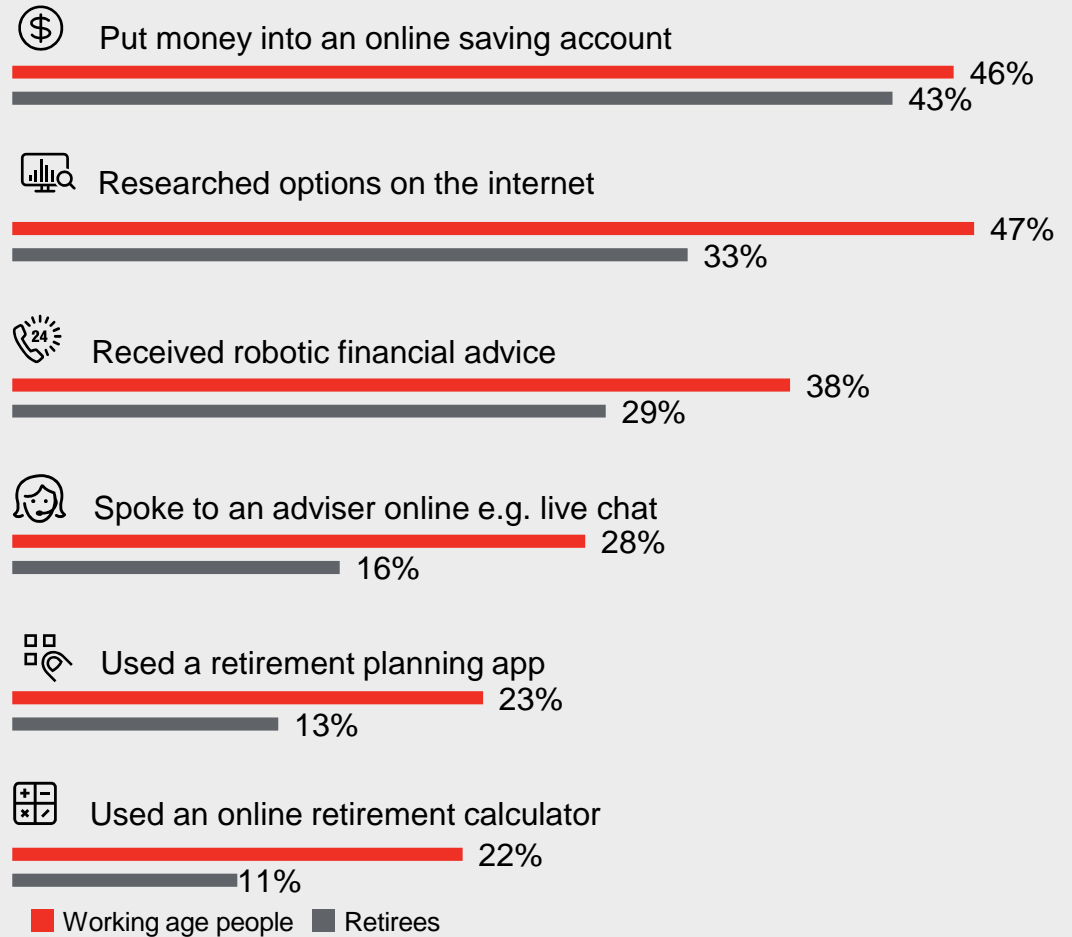 Put money into an online saving account
46%
43%
Researched options on the internet
47%
33%
24
Received robotic financial advice
38%
29%
Spoke to an adviser online e.g. live chat
28%
16%
Used a retirement planning app
23%
13%
Used an online retirement calculator
22%
11%
Working age people Retirees